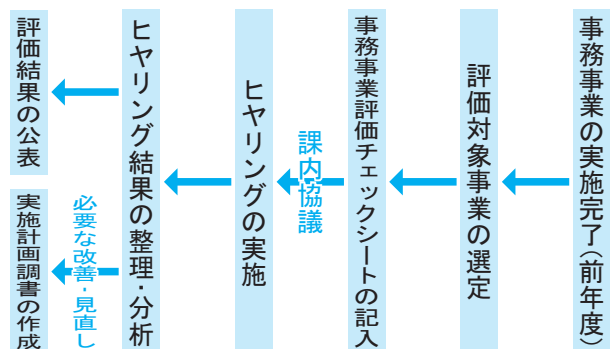 事務事業の実施完了(前年度)
評価対象事業の選定
事務事業評価チェックシートの記入
課内協議
ヒヤリングの実施
ヒヤリング結果の整理・分析
評価結果の公表
必要な改善・見直し
実施計画調書の作成